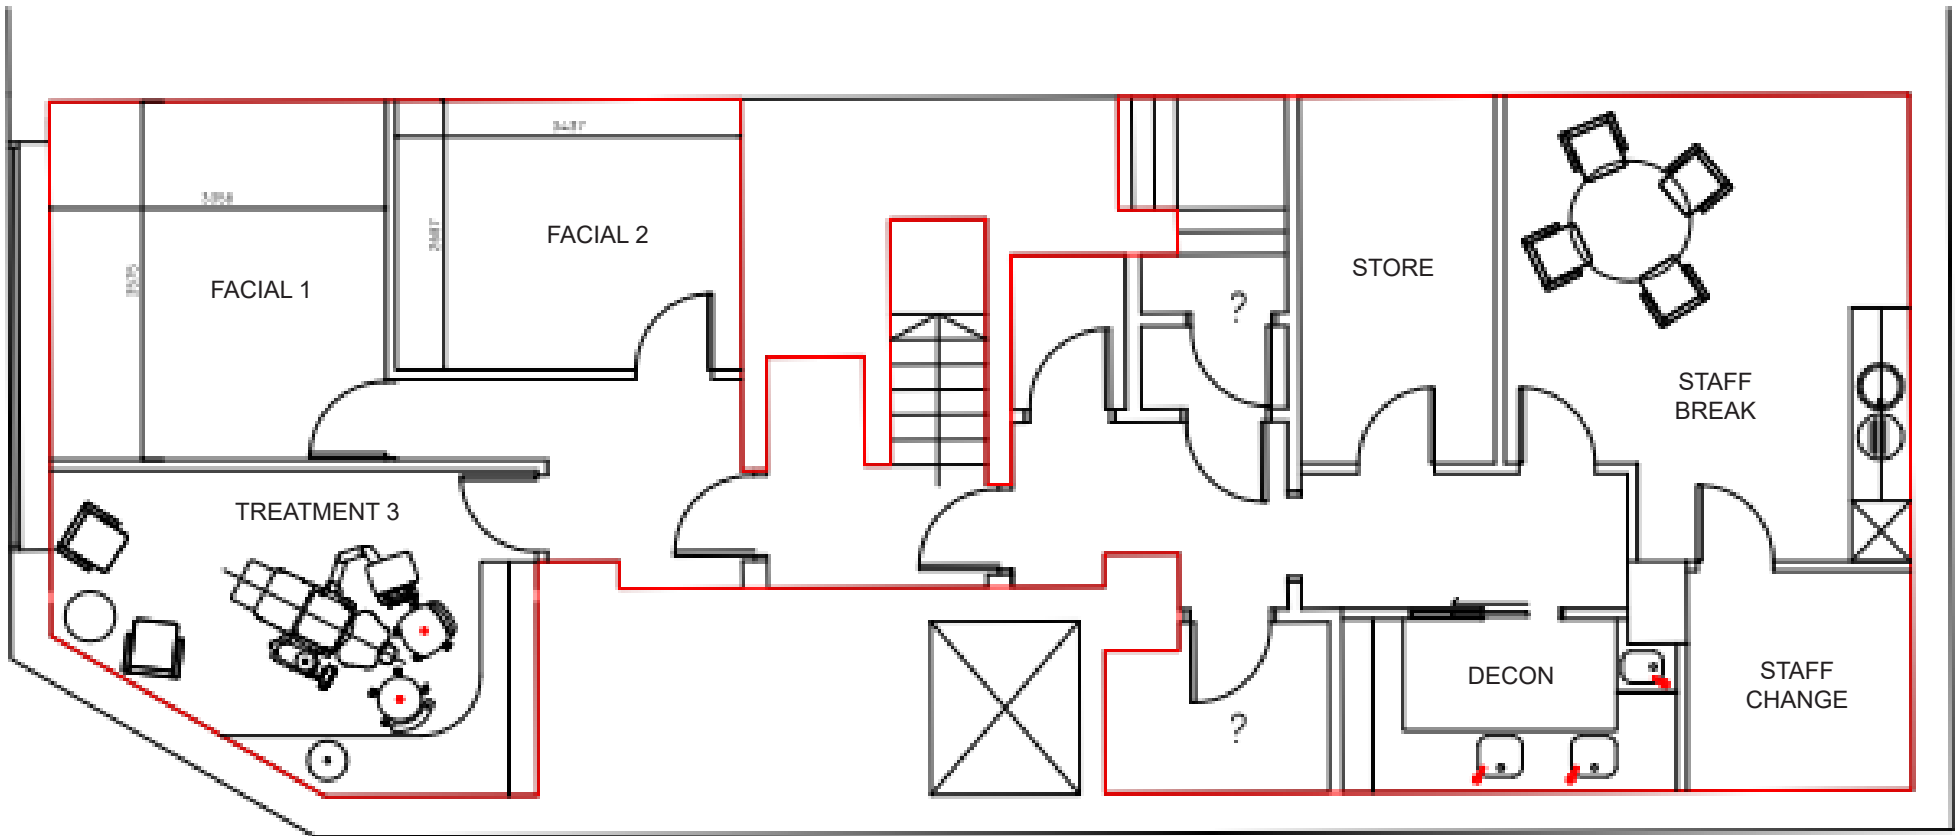 FACIAL 1
FACIAL 2
STORE
?
STAFF
BREAK
TREATMENT 3
DECON
STAFF
CHANGE
?